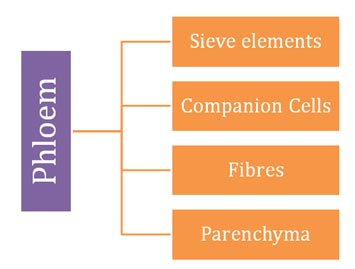 Phloem
Sieve elements
Companion Cells
Fibres
Parenchyma